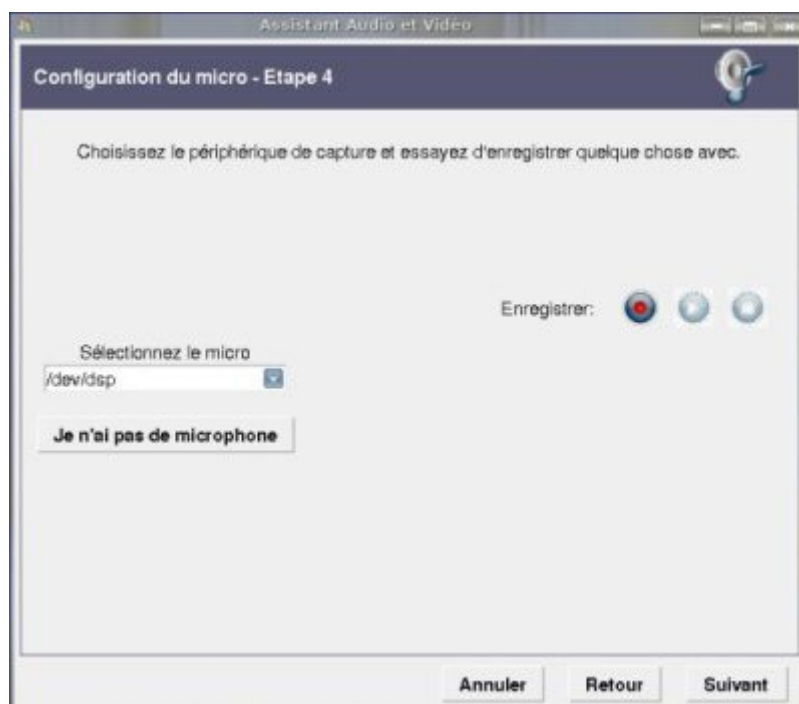 Assistant Audio et Vidéo
Configuration du micro - Etape 4
Choisissez le périphérique de capture et essayez d'enregistrer quelque chose avec.
Enregistrer:
Sélectionnez le micro
/dev/dsp
Je n'ai pas de microphone
Annuler Retour Suivant